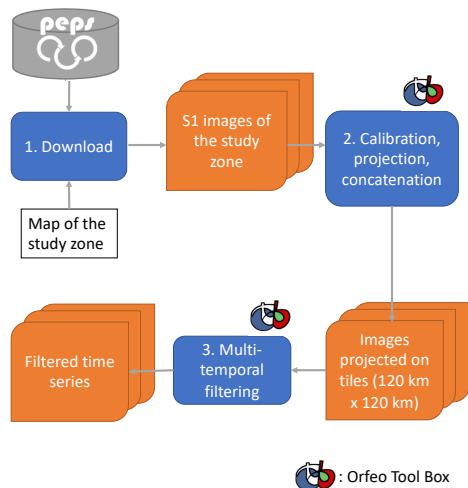 peps
1. Download
Map of the
study zone
S1 images of
the study
zone
2. Calibration,
projection,
concatenation
Filtered time
series
3. Multi-
temporal
filtering
Images
projected on
tiles (120 km
x 120 km)
: Orfeo Tool Box